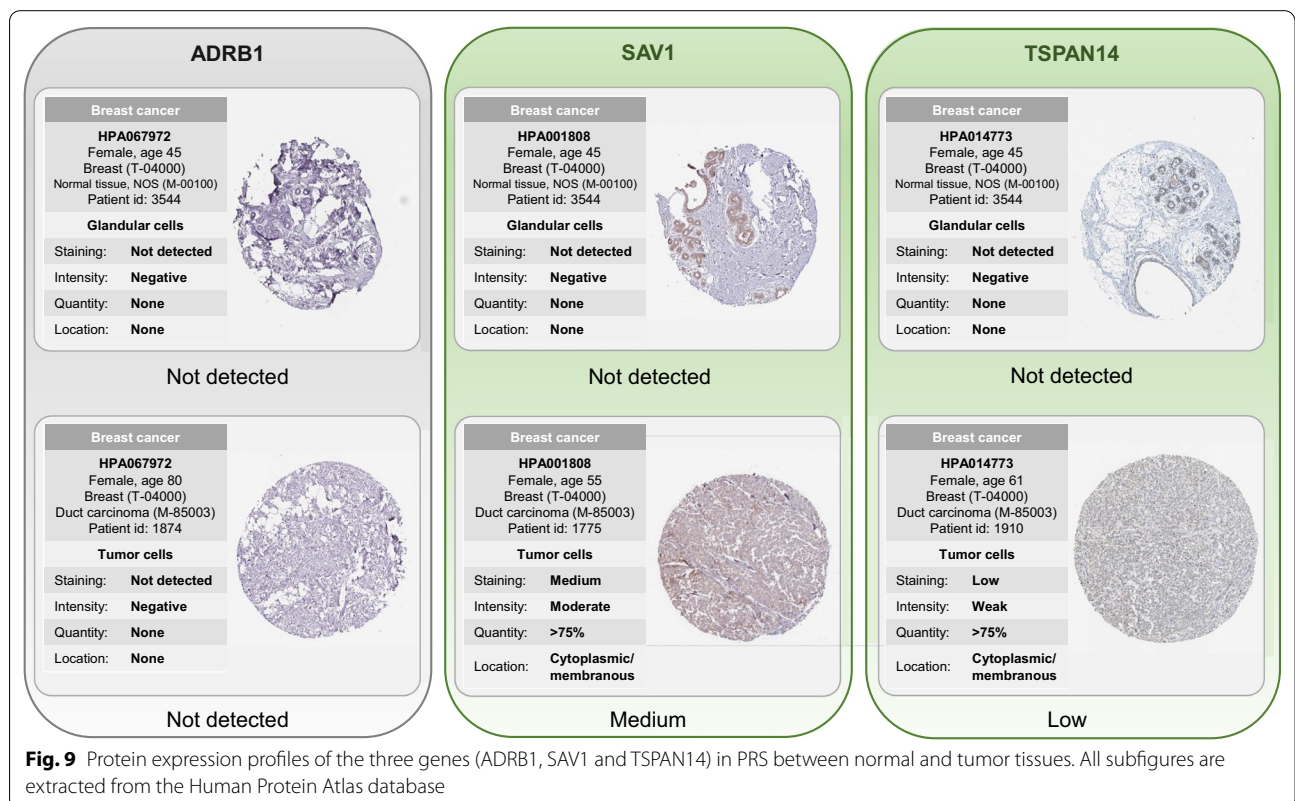 ADRB1
Breast cancer
HPA067972
Female, age 45
Breast (T-04000)
Normal tissue, NOS (M-00100)
Patient id: 3544
Glandular cells
Staining: Not detected
Intensity: Negative
Quantity: None
Location: None
Not detected
Breast cancer
HPA067972
Female, age 80
Breast (T-04000)
Duct carcinoma (M-85003)
Patient id: 1874
Tumor cells
Staining: Not detected
Intensity: Negative
Quantity: None
Location: None
Not detected
SAV1
Breast cancer
HPA001808
Female, age 45
Breast (T-04000)
Normal tissue, NOS (M-00100)
Patient id: 3544
Glandular cells
Staining: Not detected
Intensity: Negative
Quantity: None
Location: None
Not detected
Breast cancer
HPA001808
Female, age 55
Breast (T-04000)
Duct carcinoma (M-85003)
Patient id: 1775
Tumor cells
Staining: Medium
Intensity: Moderate
Quantity: >75%
Location: Cytoplasmic/
membranous
Medium
TSPAN14
Breast cancer
HPA014773
Female, age 45
Breast (T-04000)
Normal tissue, NOS (M-00100)
Patient id: 3544
Glandular cells
Staining: Not detected
Intensity: Negative
Quantity: None
Location: None
Not detected
Breast cancer
HPA014773
Female, age 61
Breast (T-04000)
Duct carcinoma (M-85003)
Patient id: 1910
Tumor cells
Staining: Low
Intensity: Weak
Quantity: >75%
Location: Cytoplasmic/
membranous
Low
Fig. 9 Protein expression profiles of the three genes (ADRB1, SAV1 and TSPAN14) in PRS between normal and tumor tissues. All subfigures are
extracted from the Human Protein Atlas database